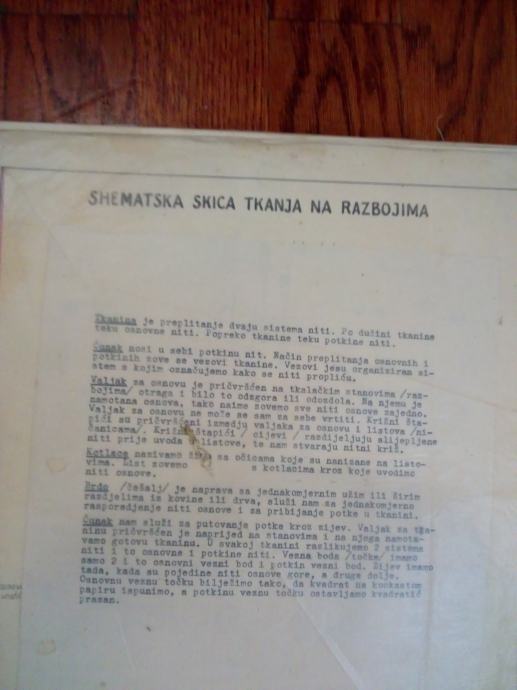 SHEMATSKA SKICA TKANJA NA RAZBOJIMA
Tkanina je preplitanje dvaju sistema niti. Po dužini tkanine
teku osnovne niti. Popreko tkanine teku potkine niti.
Čunak nosi u sebi potkinu nit. Način preplitanja osnovnih i
potkinih zove se vezovi tkanine. Vezovi jesu organiziran si-
stem s kojim označujemo kako se niti propliću.
Valjak za osnovu je pričvršćen na tkalačkim stanovima /raz-
bojima/ otraga i bilo to odzgora ili odozdola. Na njemu je
namotana osnova, tako naime zovemo sve niti osnove zajedno.
Valjak za osnovu ne može se sam za sebe vrtiti. Križni šta-
pići su pričvršćeni između valjaka za osnovu i listova /ni-
čanicama/. Križni štapići / cijevi / razdijeljuju slijepljene
niti prije uvoda u listove, te nam stvaraju nitni križ.
Kotlace nazivamo za očicama koje su nanizane na listo-
vima. List zovemo s kotlacima kroz koje uvodimo
niti osnove.
Brdo /češalj/ je naprava sa jednakomjernim užim ili širim
razdjelima iz kovine ili drva, služi nam za jednakomjerno
rasporedjenje niti osnove i za pribijanje potke u tkanini.
Čunak nam služi za putovanje potke kroz zijev. Valjak za tka-
ninu pričvršćen je naprijed na stanovima i na njega namota-
vamo gotovu tkaninu. U svakoj tkanini razlikujemo 2 sistema
niti i to osnovne i potkine niti. Vezna boda /točke/ imamo
samo 2 i to osnovni vezni bod i potkin vezni bod. Zijev imamo
tada, kada su pojedine niti osnove gore, a druge dolje.
Osnovnu veznu točku bilježimo tako, da kvadrat na kockastom
papiru ispunimo, a potkinu veznu točku ostavljamo kvadratić
prazan.